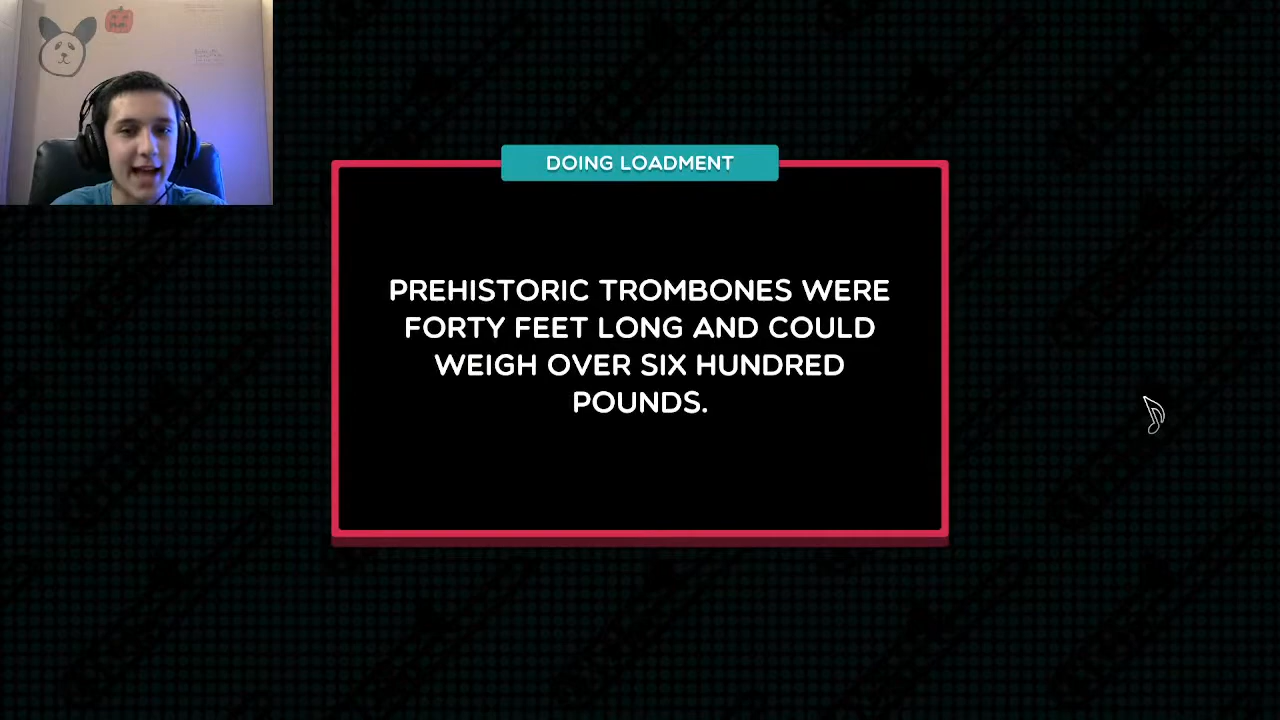 DOING LOADMENT
PREHISTORIC TROMBONES WERE
FORTY FEET LONG AND COULD
WEIGH OVER SIX HUNDRED
POUNDS.